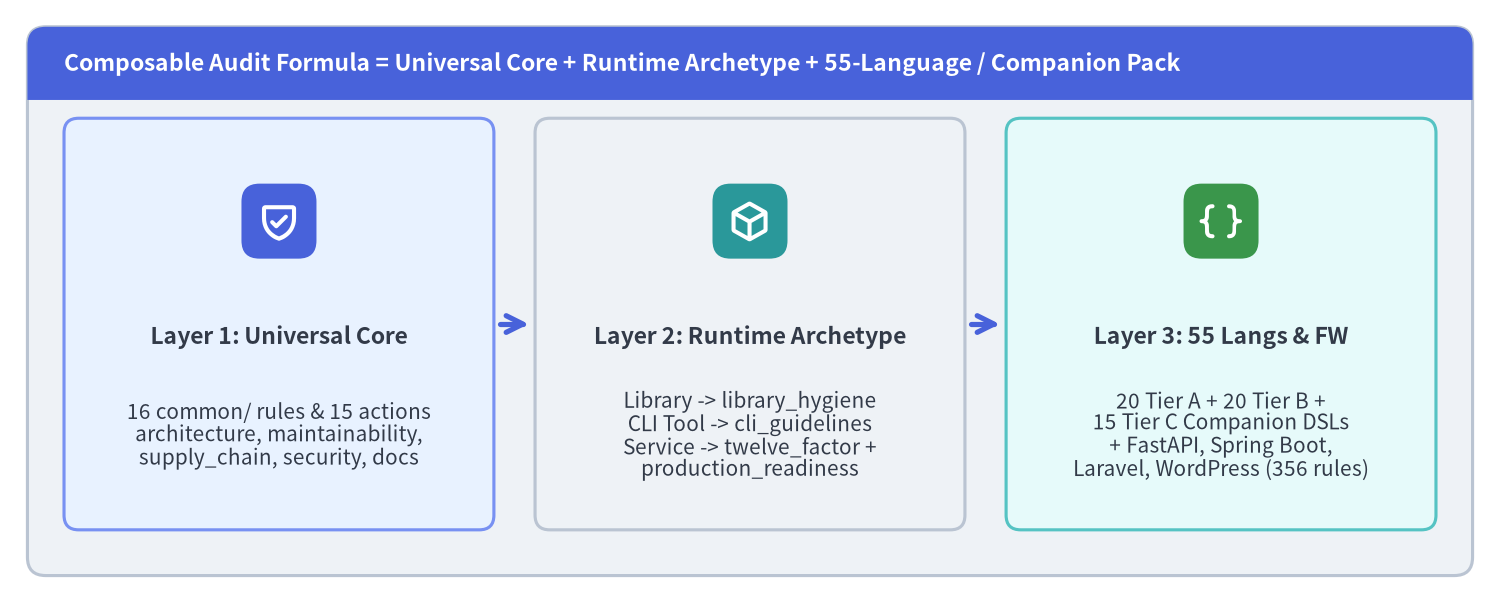 Composable Audit Formula = Universal Core + Runtime Archetype + 55-Language / Companion Pack
Layer 1: Universal Core
16 common/ rules & 15 actions
architecture, maintainability,
supply_chain, security, docs
Layer 2: Runtime Archetype
Library -> library_hygiene
CLI Tool -> cli_guidelines
Service -> twelve_factor +
production_readiness
Layer 3: 55 Langs & FW
20 Tier A + 20 Tier B +
15 Tier C Companion DSLs
+ FastAPI, Spring Boot,
Laravel, WordPress (356 rules)